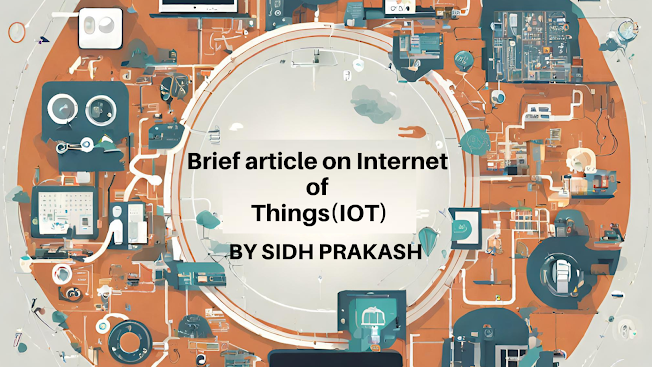 Brief article on Internet
of
Things(IOT)
BY SIDH PRAKASH